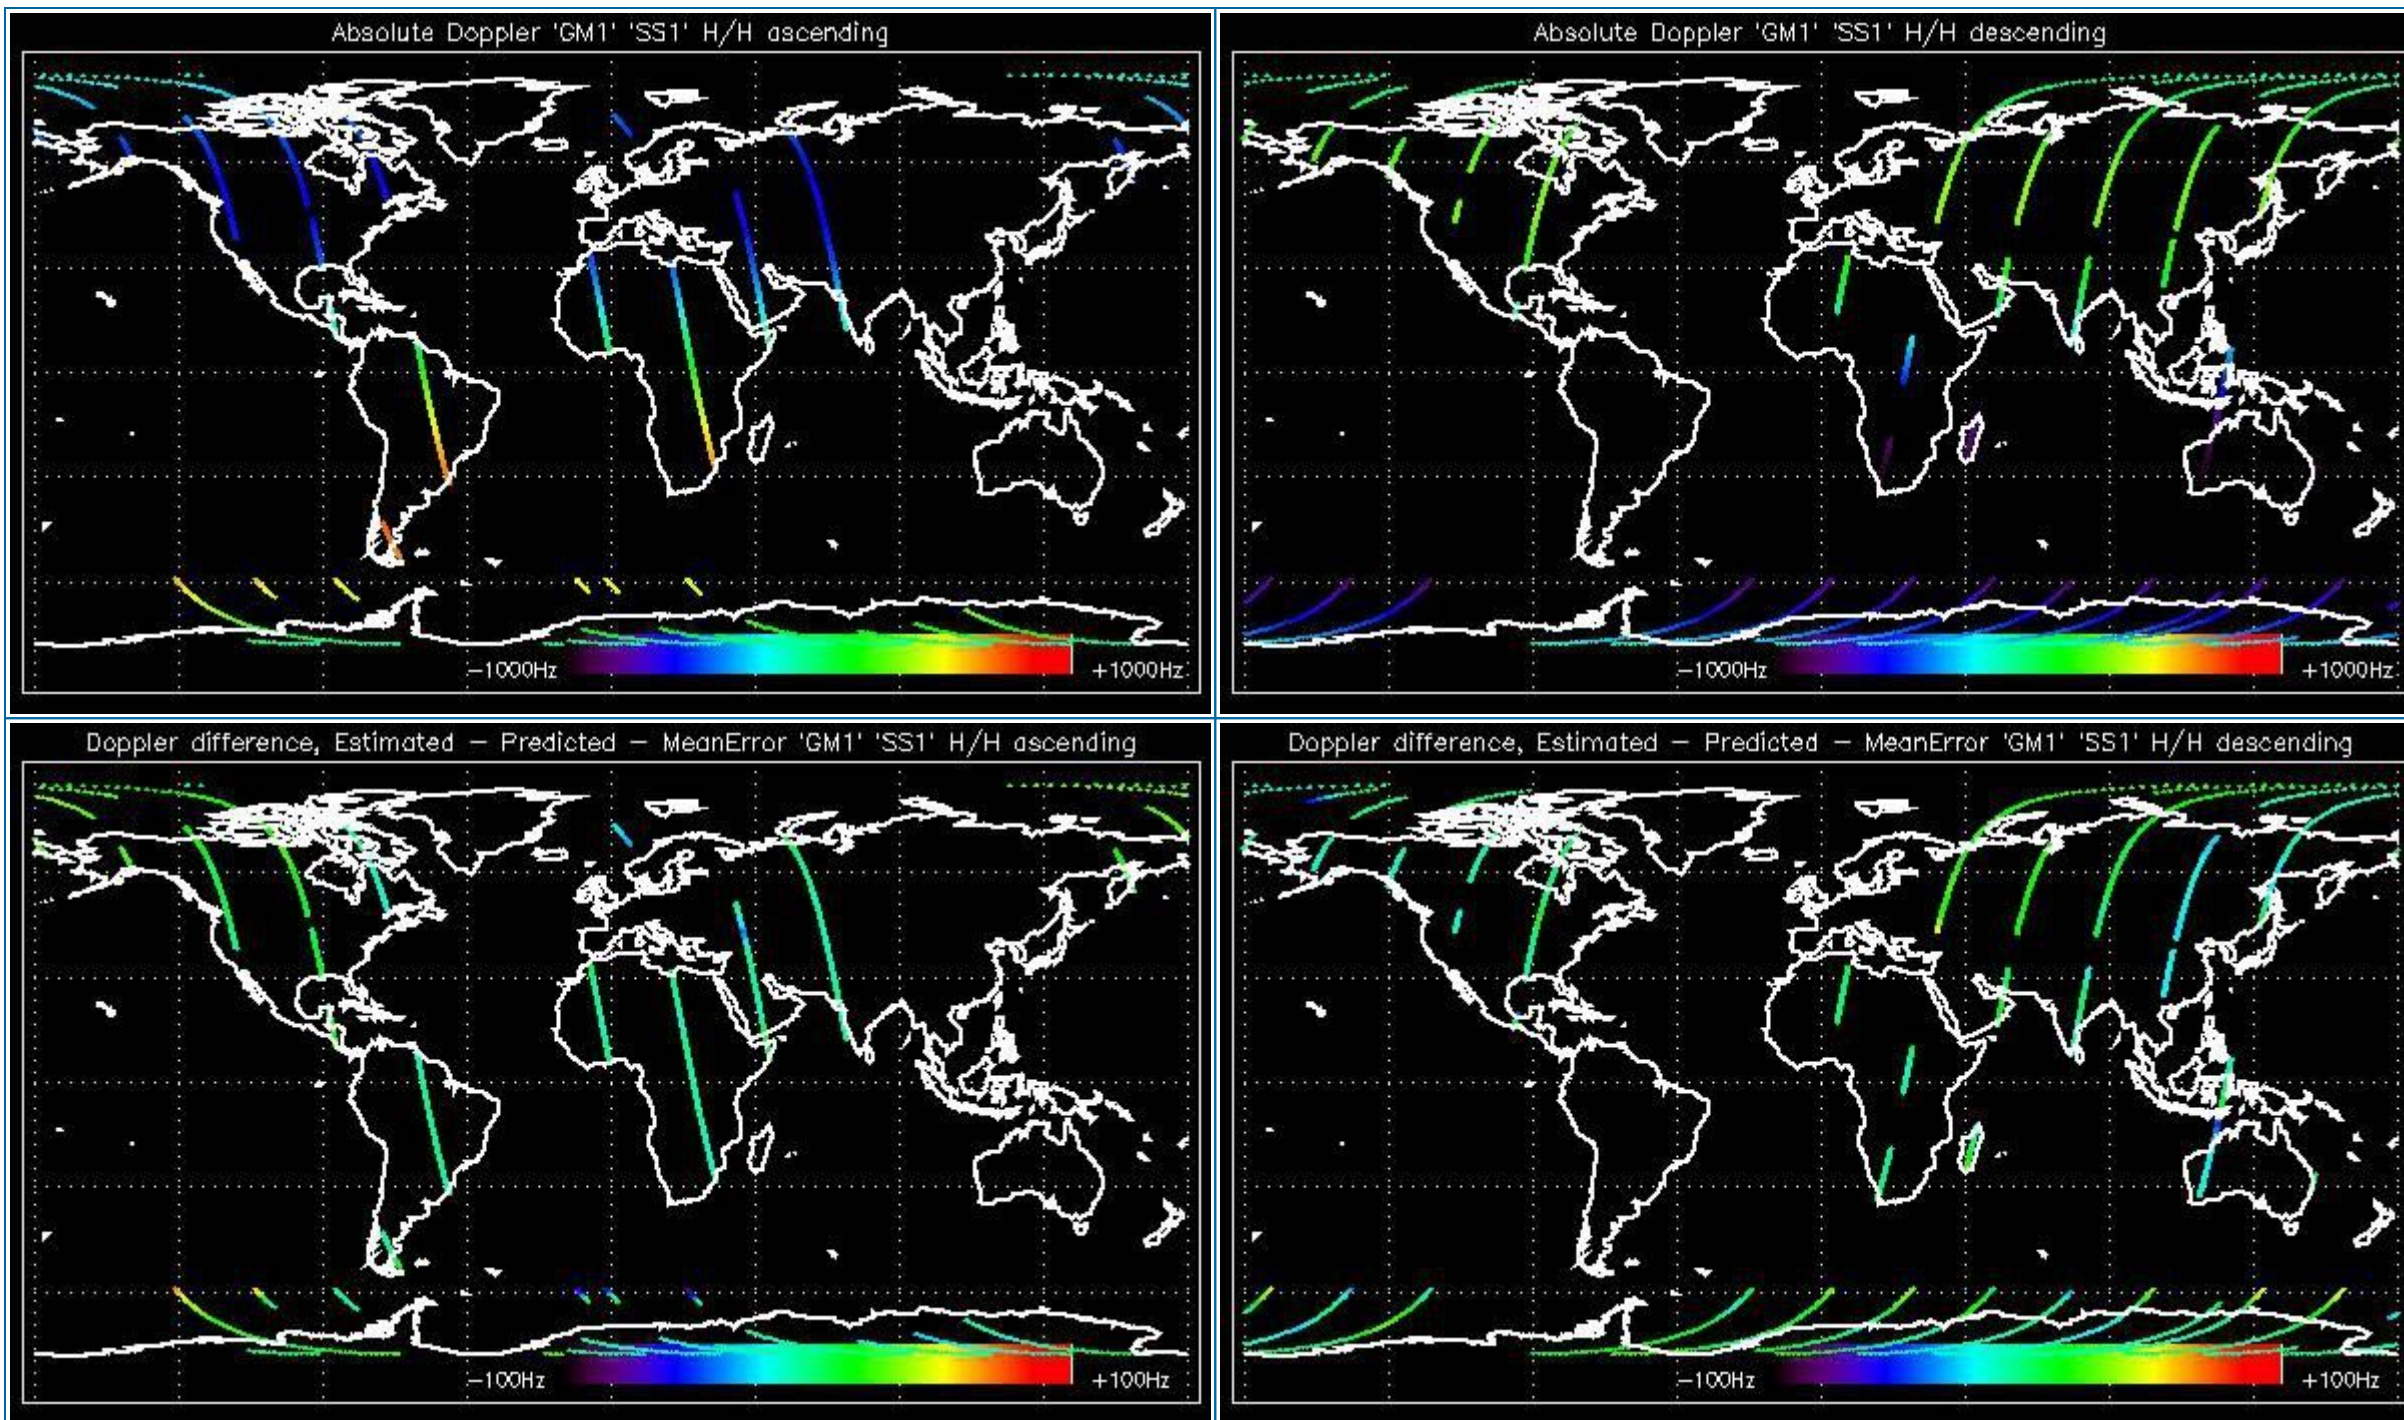 Absolute Doppler 'GM1' 'SS1' H/H ascending
-1000Hz
+1000Hz
Absolute Doppler 'GM1' 'SS1' H/H descending
-1000Hz
+1000Hz
Doppler difference, Estimated - Predicted - MeanError 'GM1' 'SS1' H/H ascending
-100Hz
+100Hz
Doppler difference, Estimated - Predicted - MeanError 'GM1' 'SS1' H/H descending
-100Hz
+100Hz